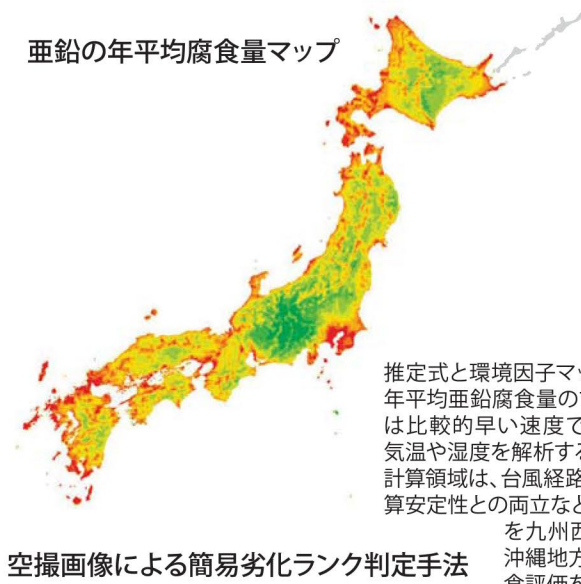 亜鉛の年平均腐食量マップ
推定式と環境因子マッ
年平均亜鉛腐食量の
は比較的早い速度で
気温や湿度を解析する
計算領域は、台風経路
算安定性との両立など
を九州西
沖縄地方
空撮画像による簡易劣化ランク判定手法